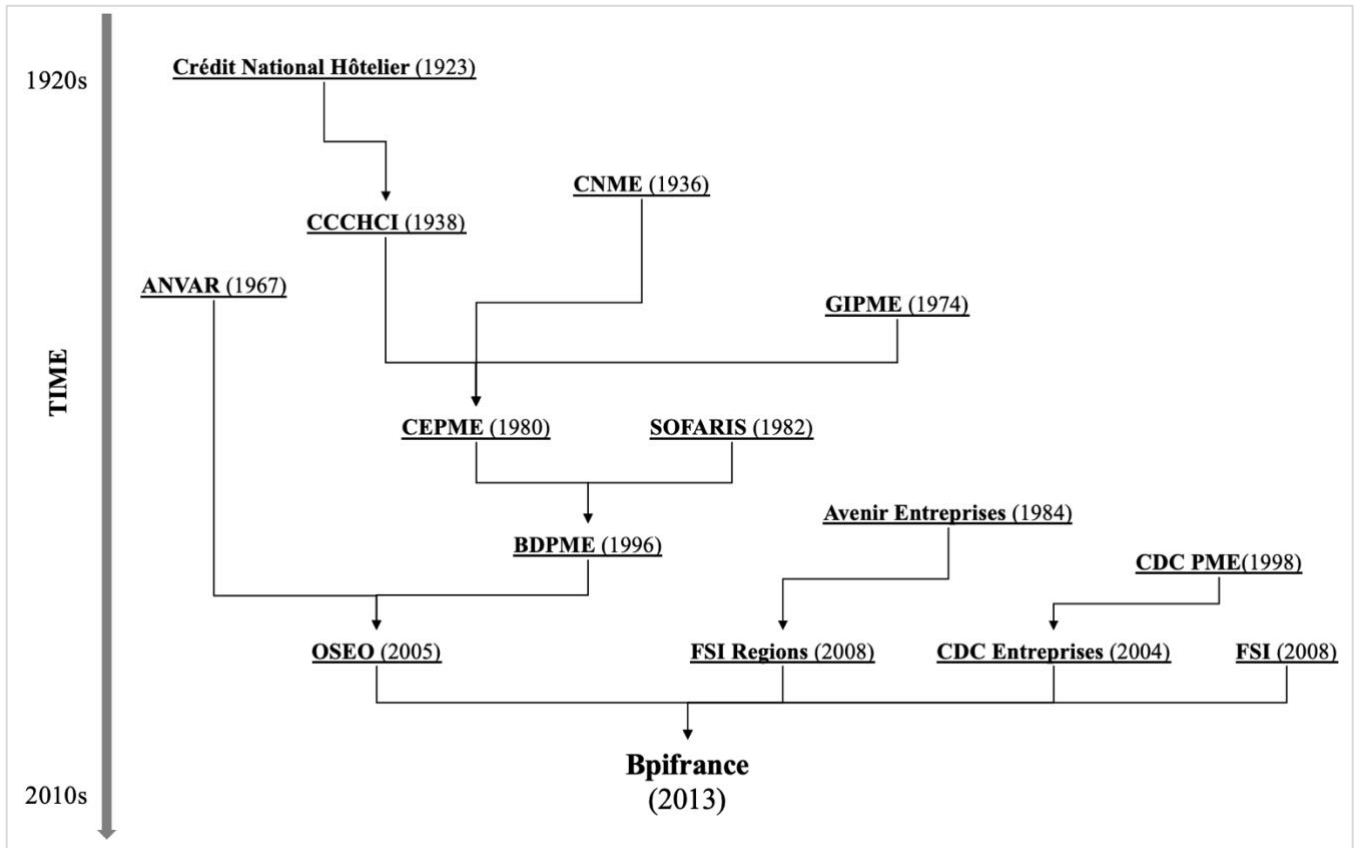 Crédit National Hôtelier (1923)
1920s
CNME (1936)
CCCHCI (1938)
ANVAR (1967)
GIPME (1974)
TIME
CEPME (1980)
SOFARIS (1982)
Avenir Entreprises (1984)
BDPME (1996)
CDC PME(1998)
OSEO (2005)
FSI Regions (2008)
CDC Entreprises (2004)
FSI (2008)
Bpifrance
(2013)
2010s